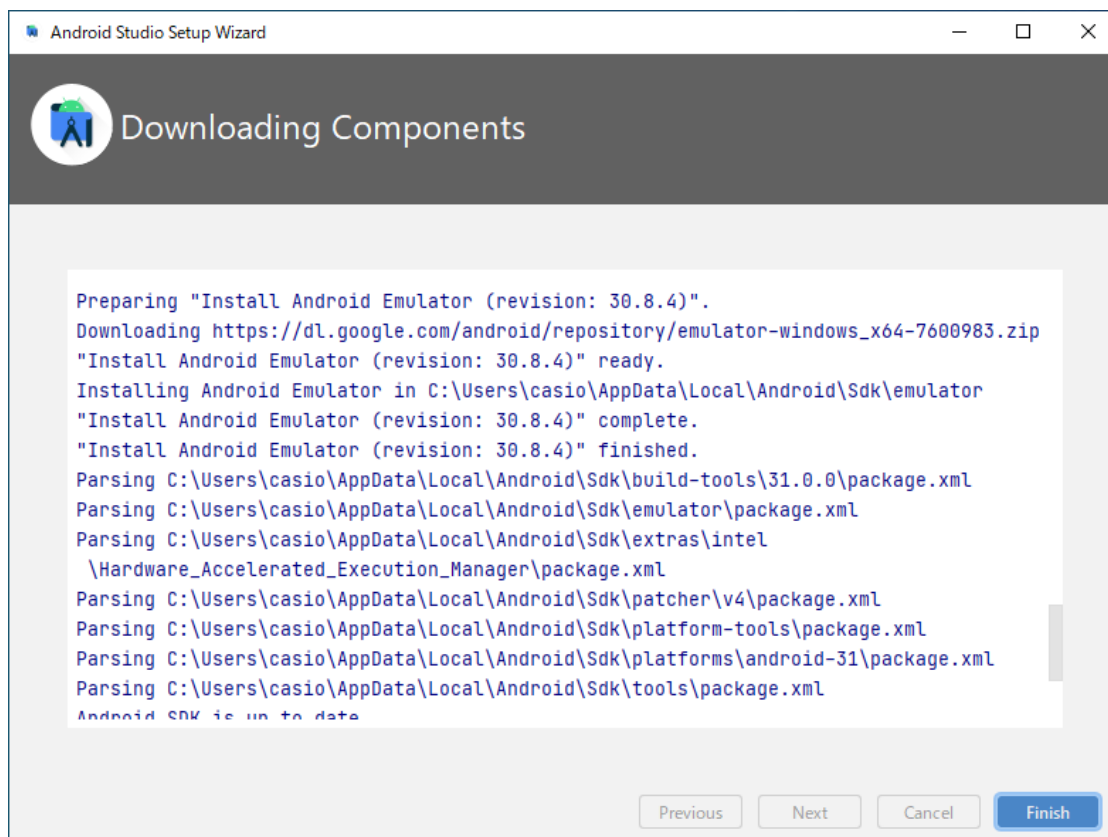 Android Studio Setup Wizard
Downloading Components
Preparing "Install Android Emulator (revision: 30.8.4)".
Downloading https://dl.google.com/android/repository/emulator-windows_x64-7600983.zip
"Install Android Emulator (revision: 30.8.4)" ready.
Installing Android Emulator in C:\Users\casio\AppData\Local\Android\Sdk\emulator
"Install Android Emulator (revision: 30.8.4)" complete.
"Install Android Emulator (revision: 30.8.4)" finished.
Parsing C:\Users\casio\AppData\Local\Android\Sdk\build-tools\31.0.0\package.xml
Parsing C:\Users\casio\AppData\Local\Android\Sdk\emulator\package.xml
Parsing C:\Users\casio\AppData\Local\Android\Sdk\extras\intel
\Hardware_Accelerated_Execution_Manager\package.xml
Parsing C:\Users\casio\AppData\Local\Android\Sdk\patcher\v4\package.xml
Parsing C:\Users\casio\AppData\Local\Android\Sdk\platform-tools\package.xml
Parsing C:\Users\casio\AppData\Local\Android\Sdk\platforms\android-31\package.xml
Parsing C:\Users\casio\AppData\Local\Android\Sdk\tools\package.xml
Android SDK is up to date
Previous
Next
Cancel
Finish